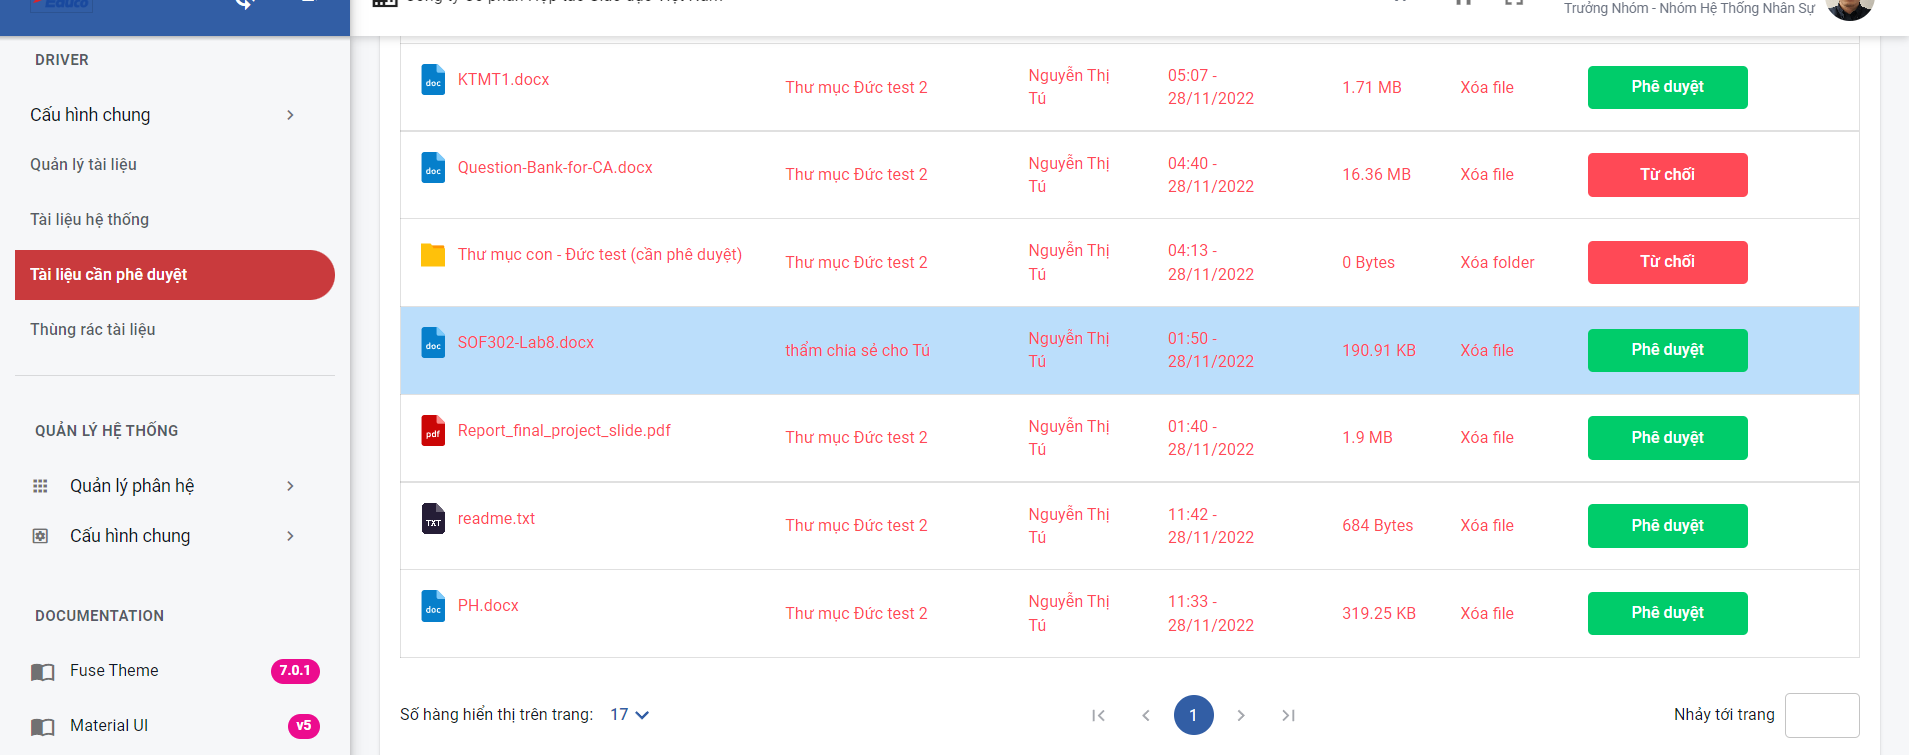 Educo
Công ty Cổ phần Hợp tác Giáo dục Việt Nam
Trưởng Nhóm - Nhóm Hệ Thống Nhân Sự
DRIVER
Cấu hình chung
Quản lý tài liệu
Tài liệu hệ thống
Tài liệu cần phê duyệt
Thùng rác tài liệu
QUẢN LÝ HỆ THỐNG
Quản lý phân hệ
Cấu hình chung
DOCUMENTATION
Fuse Theme 7.0.1
Material UI v5
doc KTMT1.docx Thư mục Đức test 2 Nguyễn Thị Tú 05:07 - 28/11/2022 1.71 MB Xóa file Phê duyệt
doc Question-Bank-for-CA.docx Thư mục Đức test 2 Nguyễn Thị Tú 04:40 - 28/11/2022 16.36 MB Xóa file Từ chối
Thư mục con - Đức test (cần phê duyệt) Thư mục Đức test 2 Nguyễn Thị Tú 04:13 - 28/11/2022 0 Bytes Xóa folder Từ chối
doc SOF302-Lab8.docx thẩm chia sẻ cho Tú Nguyễn Thị Tú 01:50 - 28/11/2022 190.91 KB Xóa file Phê duyệt
pdf Report_final_project_slide.pdf Thư mục Đức test 2 Nguyễn Thị Tú 01:40 - 28/11/2022 1.9 MB Xóa file Phê duyệt
TXT readme.txt Thư mục Đức test 2 Nguyễn Thị Tú 11:42 - 28/11/2022 684 Bytes Xóa file Phê duyệt
doc PH.docx Thư mục Đức test 2 Nguyễn Thị Tú 11:33 - 28/11/2022 319.25 KB Xóa file Phê duyệt
Số hàng hiển thị trên trang: 17 1 Nhảy tới trang